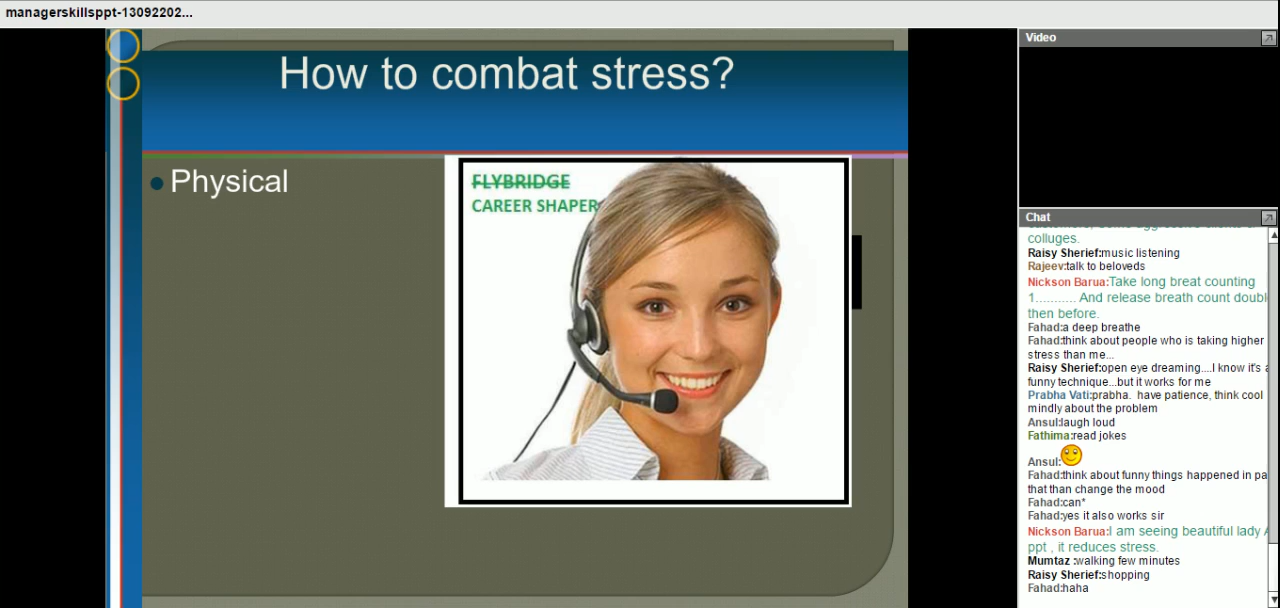 managerskillsppt-13092202...
How to combat stress?
Physical
FLYBRIDGE
CAREER SHAPER
Video
Chat
colluges.
Raisy Sherief:music listening
Rajeev:talk to beloveds
Nickson Barua:Take long breat counting
1........... And release breath count doubl
then before.
Fahad:a deep breathe
Fahad:think about people who is taking higher
stress than me...
Raisy Sherief:open eye dreaming....I know it's a
funny technique...but it works for me
Prabha Vati:prabha. have patience, think cool
mindly about the problem
Ansul:laugh loud
Fathima:read jokes
Ansul:
Fahad:think about funny things happened in pa
that than change the mood
Fahad:can*
Fahad:yes it also works sir
Nickson Barua:I am seeing beautiful lady A
ppt , it reduces stress.
Mumtaz :walking few minutes
Raisy Sherief:shopping
Fahad:haha